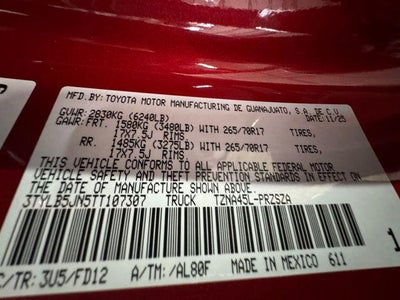 MFD.BY: TOYOTA MOTOR MANUFACTURING DE GUANAJUATO, S.A. DE C.V.
GVWR: 2830KG (6240LB) 11/25
GAWR: FRT. 1580KG (3480LB) WITH 265/70R17 TIRES,
17X7.5J RIMS
RR. 1485KG (3275LB) WITH 265/70R17 TIRES,
17X7.5J RIMS
THIS VEHICLE CONFORMS TO ALL APPLICABLE FEDERAL MOTOR
VEHICLE SAFETY AND THEFT PREVENTION STANDARDS IN EFFECT ON
THE DATE OF MANUFACTURE SHOWN ABOVE.
3TYLB5JN5TT107307 TRUCK TZNA45L-PRZSZA
C/TR: 3U5/FD12 A/TM: /AL80F MADE IN MEXICO 611